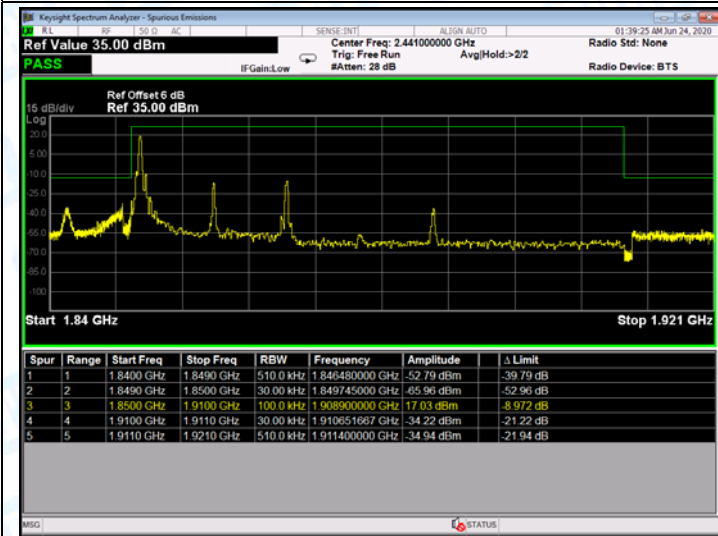 Keysight Spectrum Analyzer - Spurious Emissions
RL RF 50 Ω AC SENSE:INT ALIGN AUTO 01:39:25 AM Jun 24, 2020
Ref Value 35.00 dBm Center Freq: 2.441000000 GHz Radio Std: None
Trig: Free Run Avg|Hold:>2/2
PASS IFGain:Low #Atten: 28 dB Radio Device: BTS
Ref Offset 6 dB
15 dB/div Ref 35.00 dBm
Log
20.0
5.00
-10.0
-25.0
-40.0
-55.0
-70.0
-85.0
-100
Start 1.84 GHz Stop 1.921 GHz
Spur Range Start Freq Stop Freq RBW Frequency Amplitude Δ Limit
1 1 1.8400 GHz 1.8490 GHz 510.0 kHz 1.846480000 GHz -52.79 dBm -39.79 dB
2 2 1.8490 GHz 1.8500 GHz 30.00 kHz 1.849745000 GHz -65.96 dBm -52.96 dB
3 3 1.8500 GHz 1.9100 GHz 100.0 kHz 1.908900000 GHz 17.03 dBm -8.972 dB
4 4 1.9100 GHz 1.9110 GHz 30.00 kHz 1.910651667 GHz -34.22 dBm -21.22 dB
5 5 1.9110 GHz 1.9210 GHz 510.0 kHz 1.911400000 GHz -34.94 dBm -21.94 dB
MSG STATUS